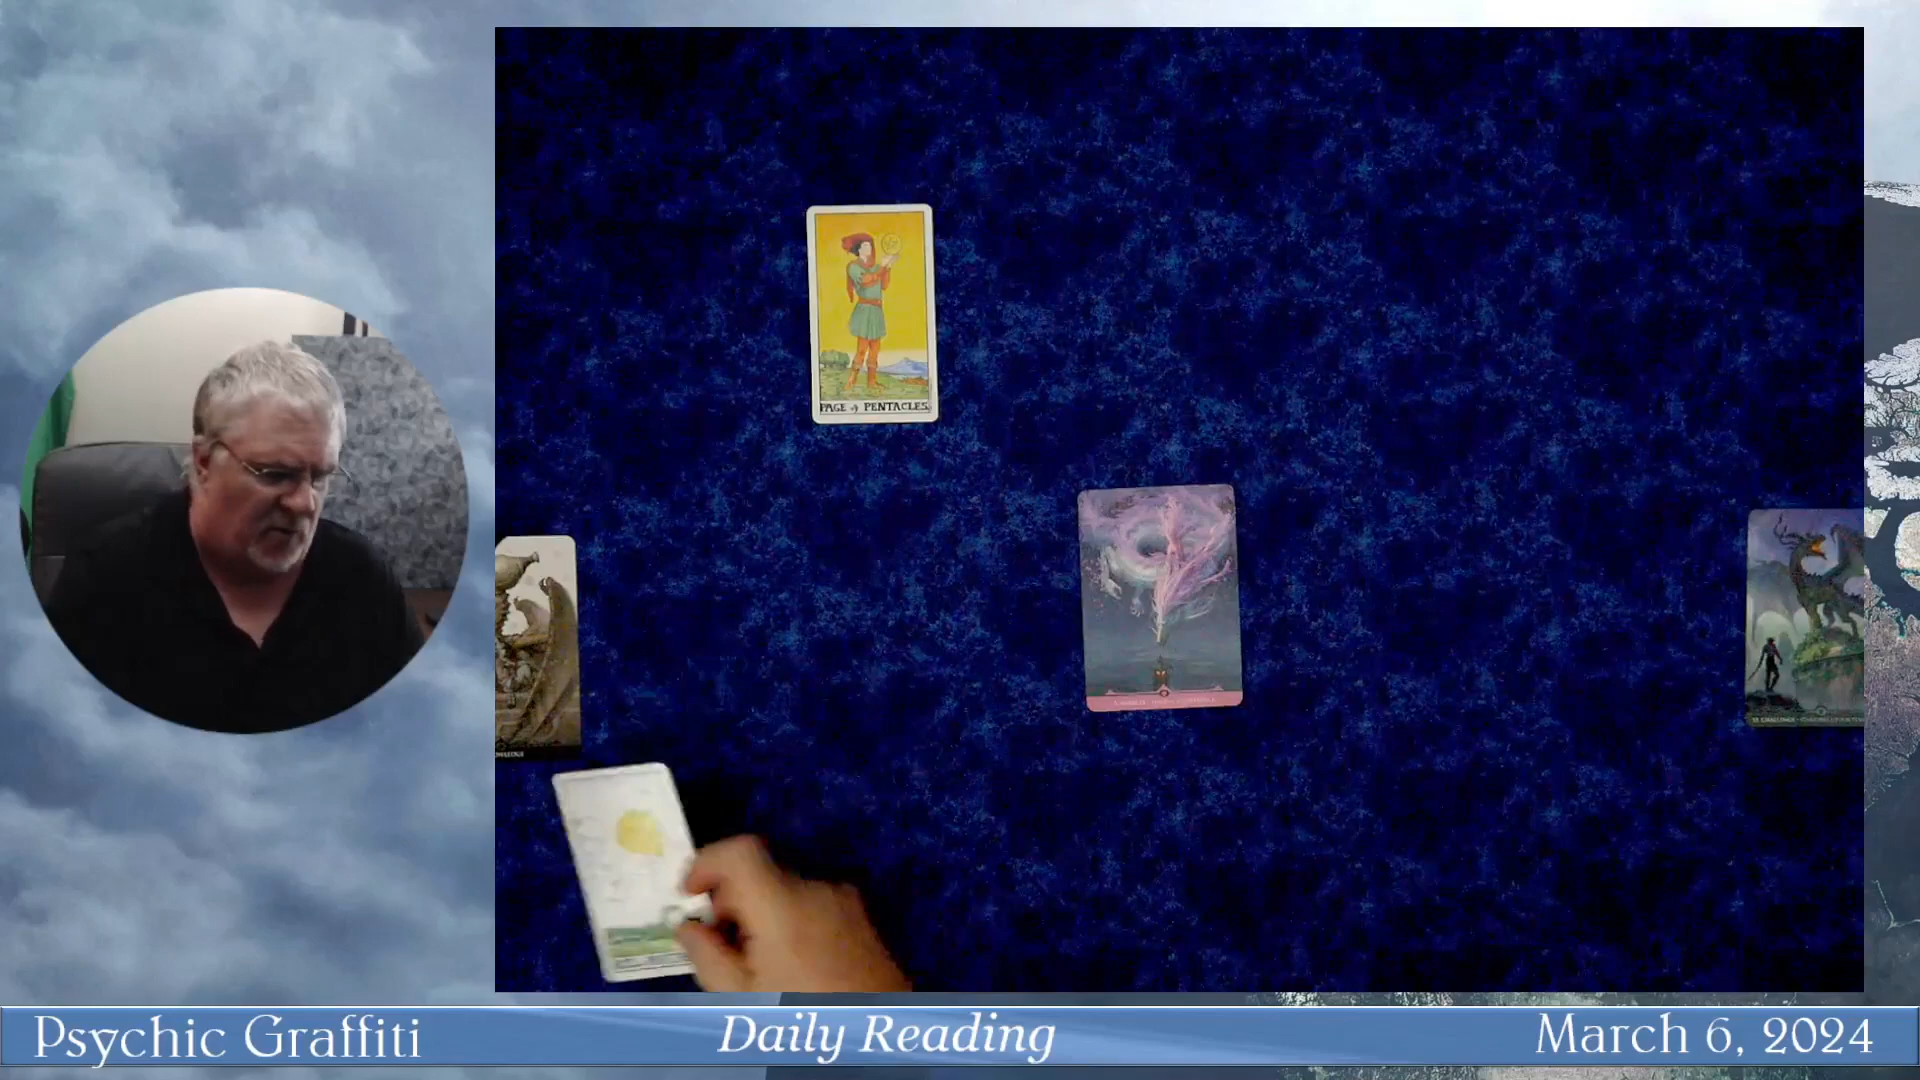 PAGE of PENTACLES.
Psychic Graffiti
Daily Reading
March 6, 2024